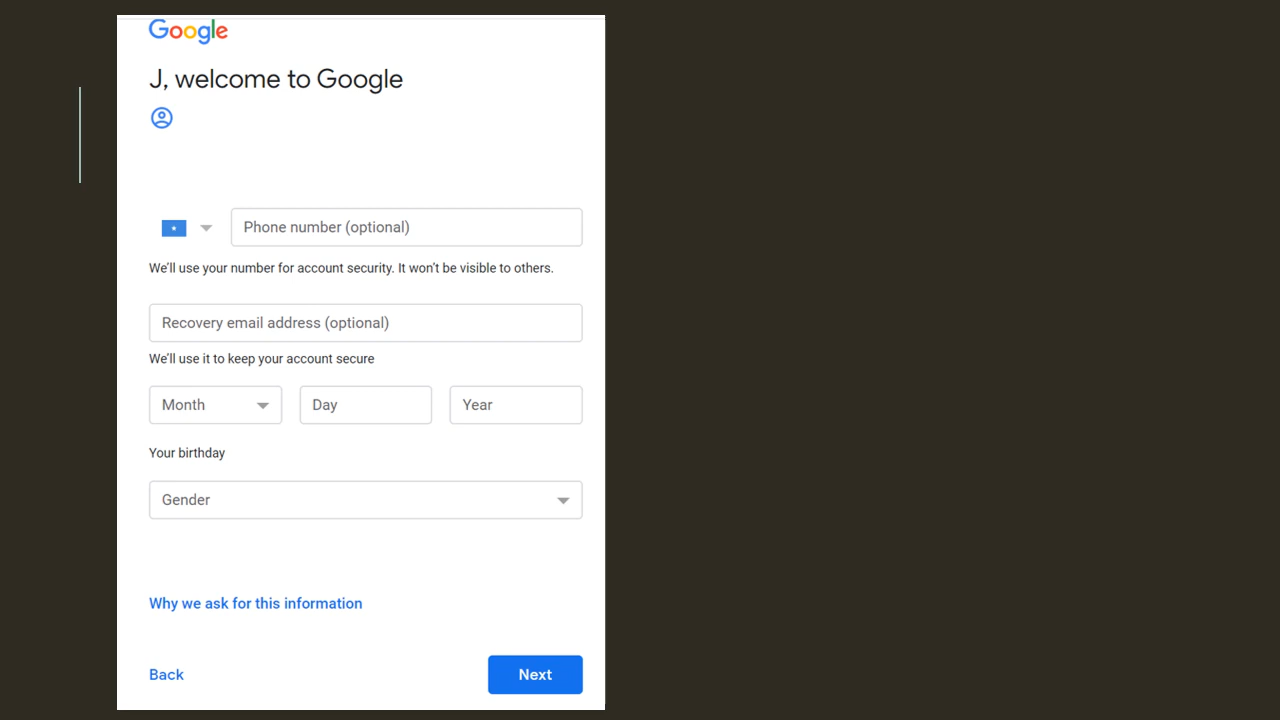 Google
J, welcome to Google
Phone number (optional)
We'll use your number for account security. It won't be visible to others.
Recovery email address (optional)
We'll use it to keep your account secure
Month Day Year
Your birthday
Gender
Why we ask for this information
Back Next